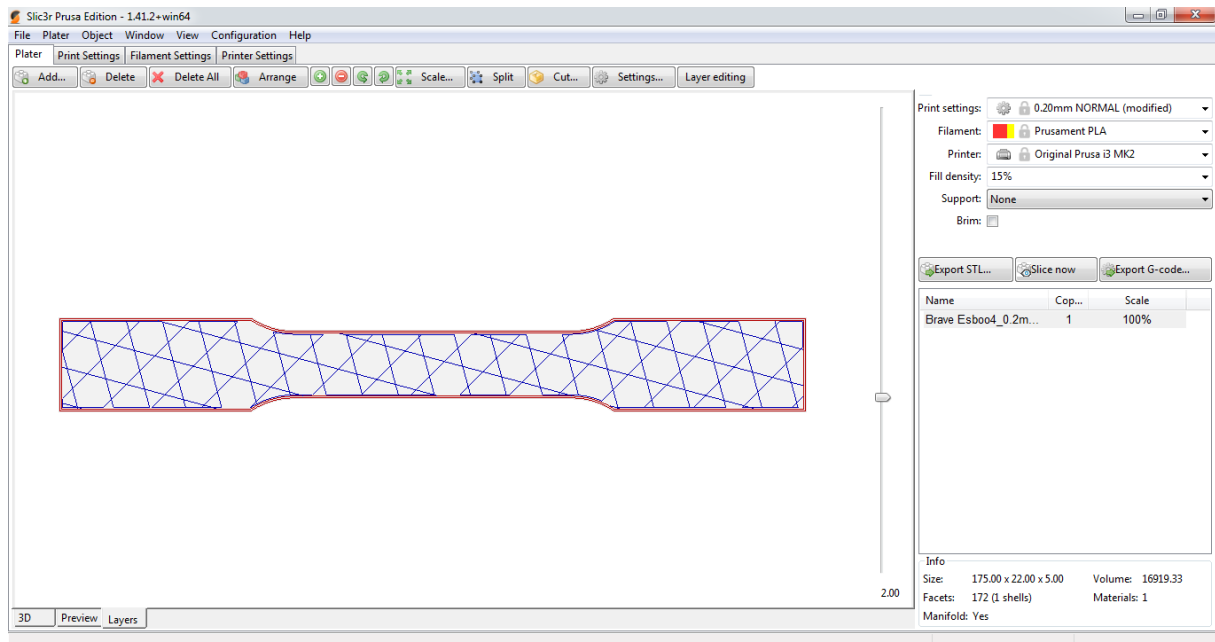 Slic3r Prusa Edition - 1.41.2+win64
File Plater Object Window View Configuration Help
Plater Print Settings Filament Settings Printer Settings
Add... Delete Delete All Arrange Scale... Split Cut... Settings... Layer editing
Print settings: 0.20mm NORMAL (modified)
Filament: Prusament PLA
Printer: Original Prusa i3 MK2
Fill density: 15%
Support: None
Brim:
Export STL... Slice now Export G-code...
Name Cop... Scale
Brave Esboo4_0.2m... 1 100%
Info
Size: 175.00 x 22.00 x 5.00 Volume: 16919.33
Facets: 172 (1 shells) Materials: 1
Manifold: Yes
2.00
3D Preview Layers